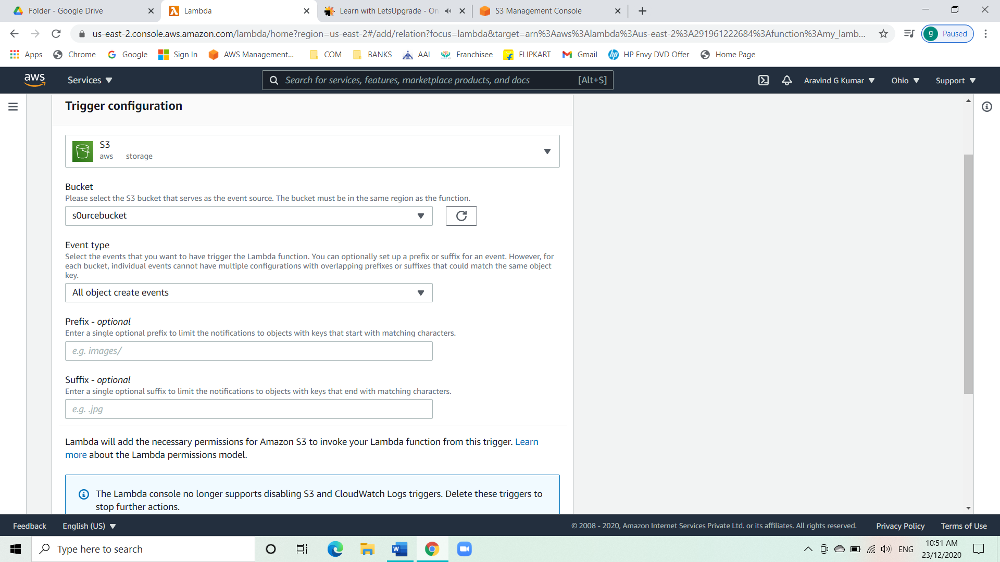 Folder - Google Drive
Lambda
Learn with LetsUpgrade - On
S3 Management Console
us-east-2.console.aws.amazon.com/lambda/home?region=us-east-2#/add/relation?focus=lambda&target=arn%3Aaws%3Alambda%3Aus-east-2%3A291961222684%3Afunction%3Amy_lamb...
g Paused
Apps Chrome Google Sign In AWS Management... COM BANKS AAI Franchisee FLIPKART Gmail HP Envy DVD Offer Home Page
aws Services Search for services, features, marketplace products, and docs [Alt+S] Aravind G Kumar Ohio Support
Trigger configuration
S3
aws storage
Bucket
Please select the S3 bucket that serves as the event source. The bucket must be in the same region as the function.
s0urcebucket
Event type
Select the events that you want to have trigger the Lambda function. You can optionally set up a prefix or suffix for an event. However, for
each bucket, individual events cannot have multiple configurations with overlapping prefixes or suffixes that could match the same object
key.
All object create events
Prefix - optional
Enter a single optional prefix to limit the notifications to objects with keys that start with matching characters.
e.g. images/
Suffix - optional
Enter a single optional suffix to limit the notifications to objects with keys that end with matching characters.
e.g. .jpg
Lambda will add the necessary permissions for Amazon S3 to invoke your Lambda function from this trigger. Learn
more about the Lambda permissions model.
The Lambda console no longer supports disabling S3 and CloudWatch Logs triggers. Delete these triggers to
stop further actions.
Feedback English (US) © 2008 - 2020, Amazon Internet Services Private Ltd. or its affiliates. All rights reserved. Privacy Policy Terms of Use
Type here to search
ENG
10:51 AM
23/12/2020